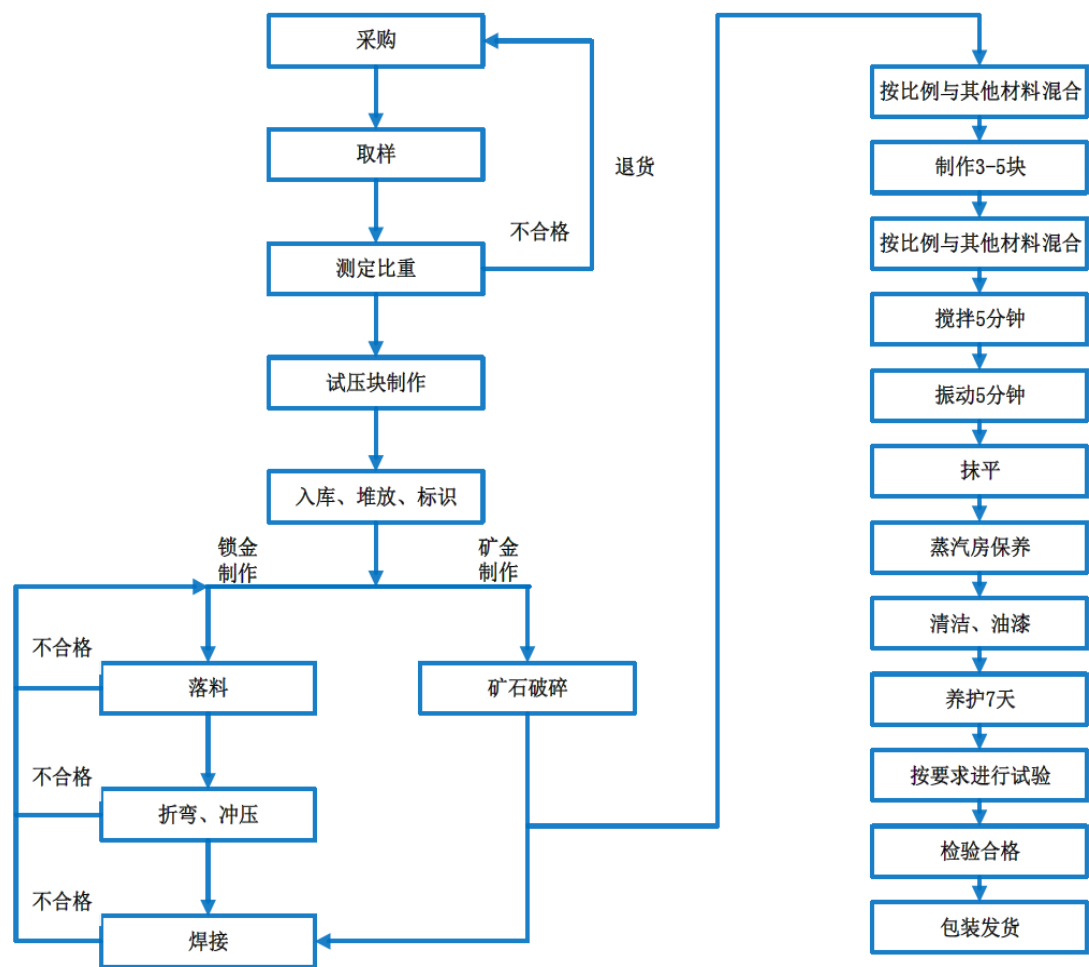 采购
取样
退货
不合格
测定比重
试压块制作
入库、堆放、标识
锁金
制作
矿金
制作
不合格
落料
矿石破碎
不合格
折弯、冲压
不合格
焊接
按比例与其他材料混合
制作3-5块
按比例与其他材料混合
搅拌5分钟
振动5分钟
抹平
蒸汽房保养
清洁、油漆
养护7天
按要求进行试验
检验合格
包装发货